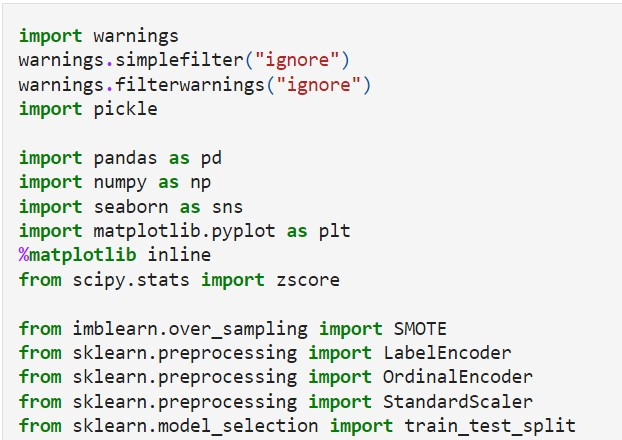 import warnings
warnings.simplefilter("ignore")
warnings.filterwarnings("ignore")
import pickle
import pandas as pd
import numpy as np
import seaborn as sns
import matplotlib.pyplot as plt
%matplotlib inline
from scipy.stats import zscore
from imblearn.over_sampling import SMOTE
from sklearn.preprocessing import LabelEncoder
from sklearn.preprocessing import OrdinalEncoder
from sklearn.preprocessing import StandardScaler
from sklearn.model_selection import train_test_split